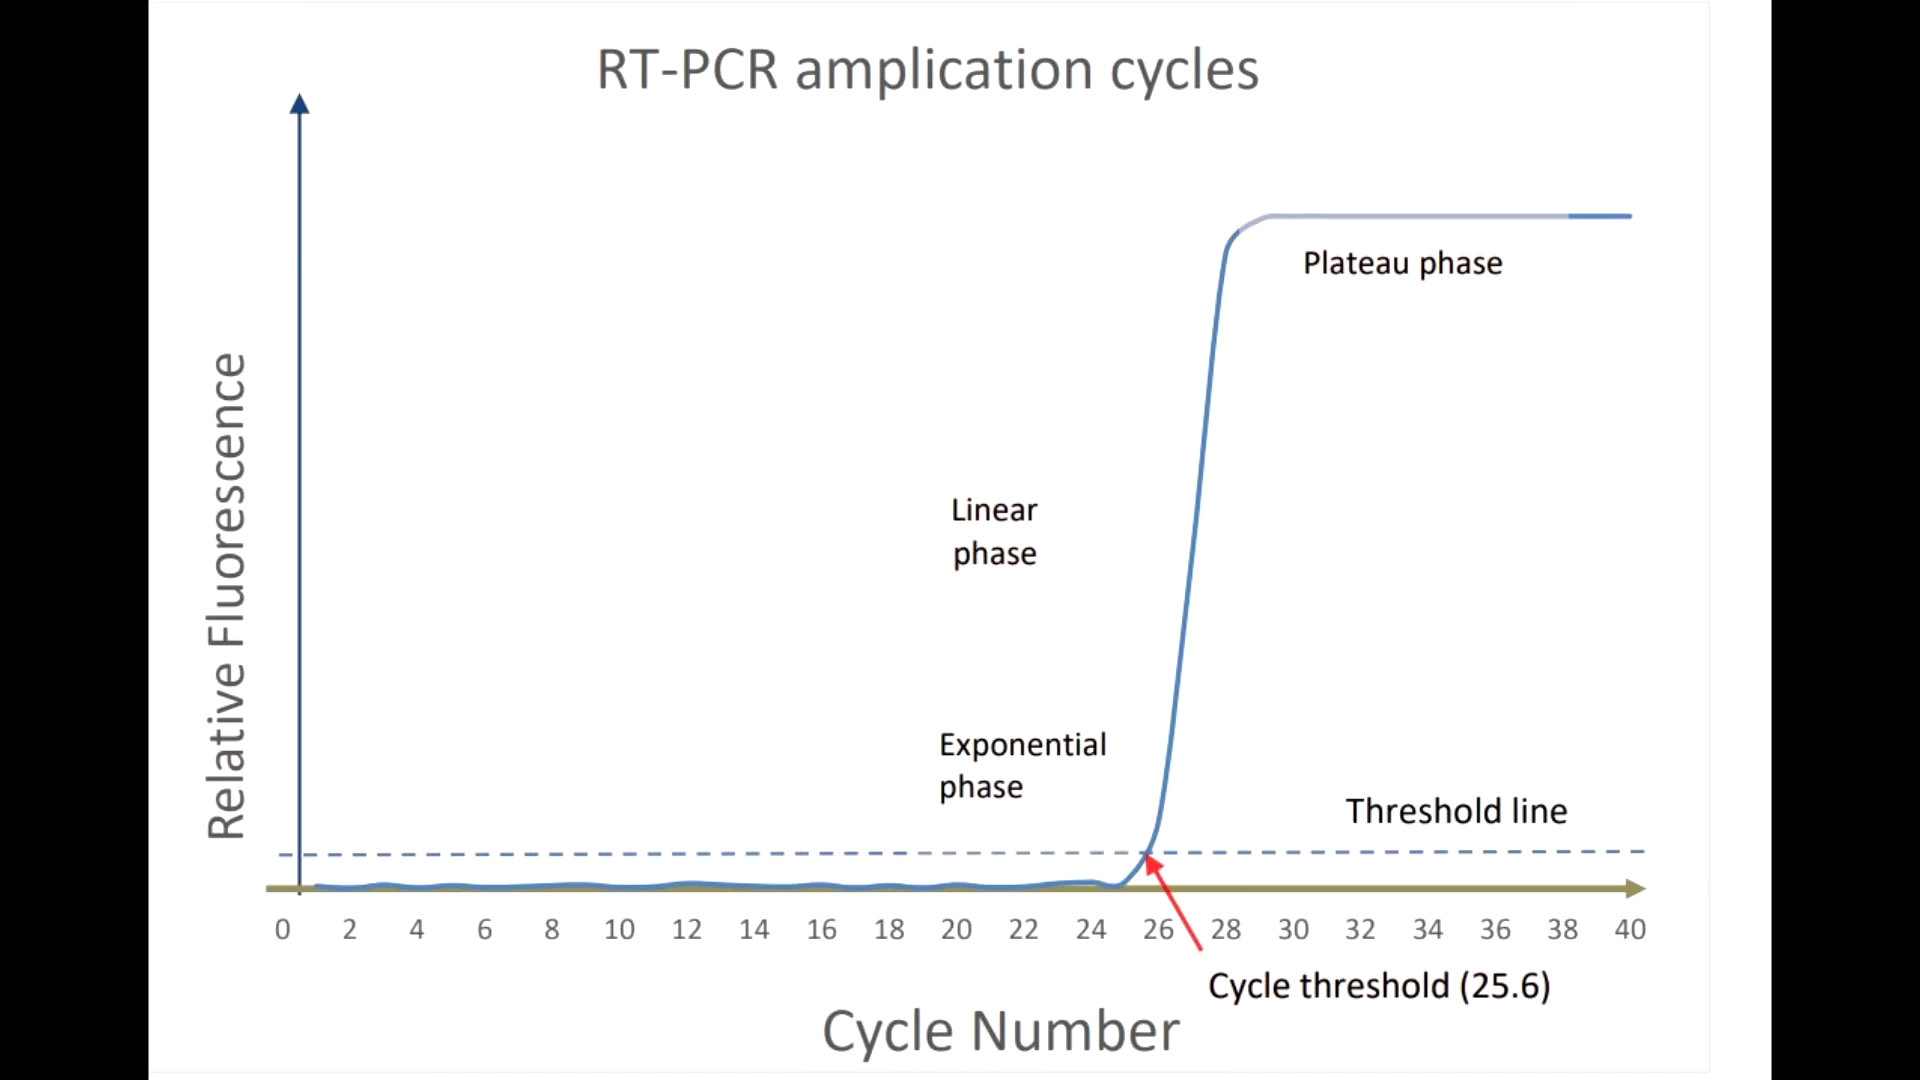 RT-PCR amplication cycles
Relative Fluorescence
Plateau phase
Linear
phase
Exponential
phase
Threshold line
0 2 4 6 8 10 12 14 16 18 20 22 24 26 28 30 32 34 36 38 40
Cycle threshold (25.6)
Cycle Number